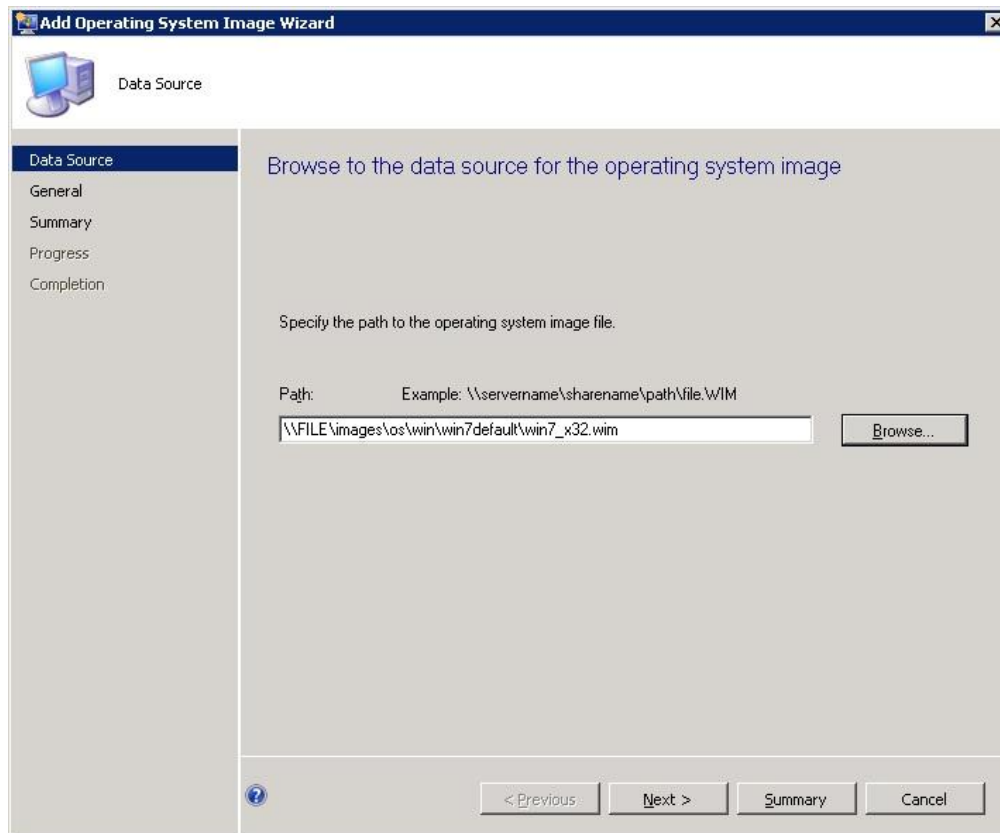 Add Operating System Image Wizard
Data Source
Data Source
General
Summary
Progress
Completion
Browse to the data source for the operating system image
Specify the path to the operating system image file.
Path: Example: \\servername\sharename\path\file.WIM
\\FILE\images\os\win\win7default\win7_x32.wim
Browse...
< Previous Next > Summary Cancel